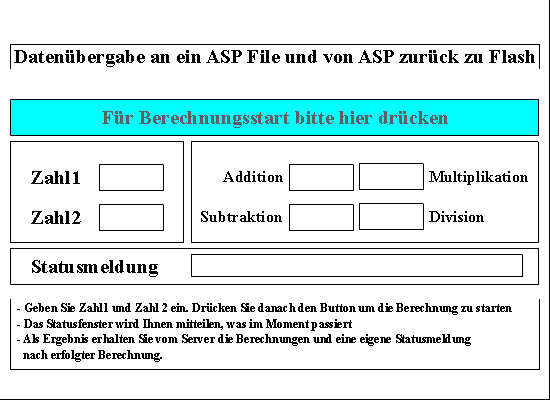 Datenübergabe an ein ASP File und von ASP zurück zu Flash
Für Berechnungsstart bitte hier drücken
Zahl1
Addition
Multiplikation
Zahl2
Subtraktion
Division
Statusmeldung
- Geben Sie Zahl1 und Zahl 2 ein. Drücken Sie danach den Button um die Berechnung zu starten
- Das Statusfenster wird Ihnen mitteilen, was im Moment passiert
- Als Ergebnis erhalten Sie vom Server die Berechnungen und eine eigene Statusmeldung
nach erfolgter Berechnung.